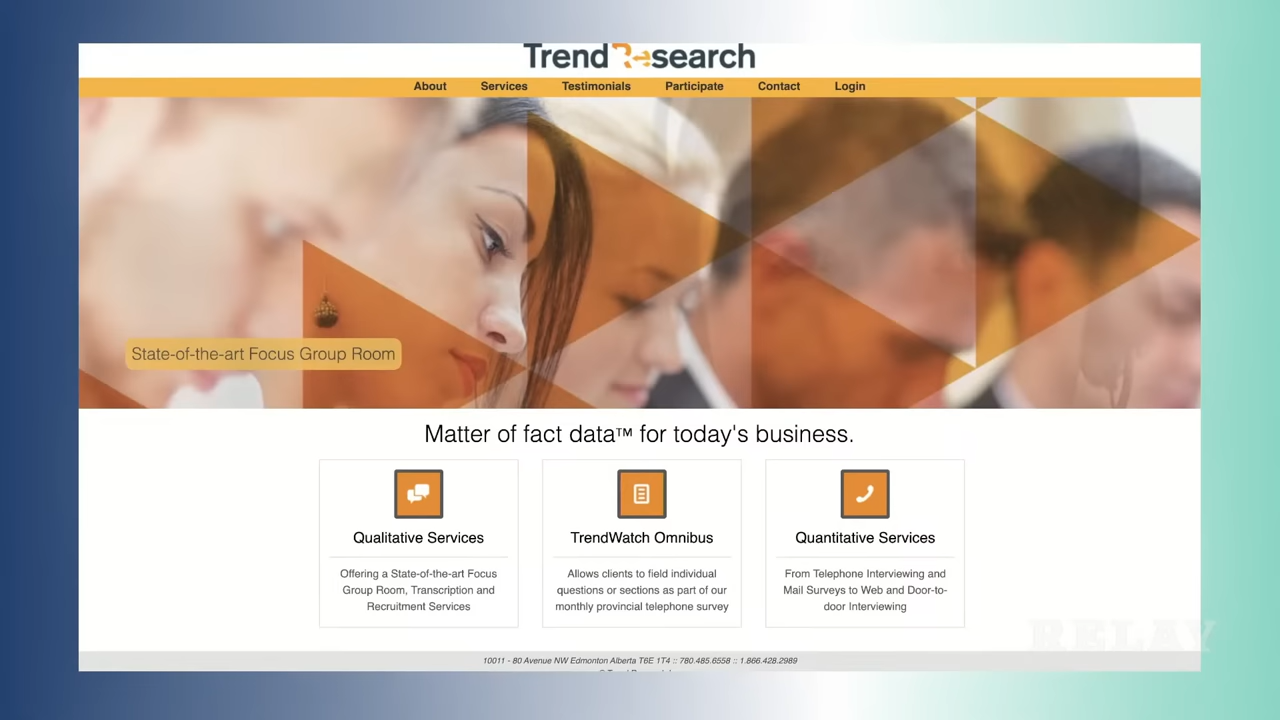 TrendResearch
About Services Testimonials Participate Contact Login
State-of-the-art Focus Group Room
Matter of fact data™ for today's business.
Qualitative Services
Offering a State-of-the-art Focus
Group Room, Transcription and
Recruitment Services
TrendWatch Omnibus
Allows clients to field individual
questions or sections as part of our
monthly provincial telephone survey
Quantitative Services
From Telephone Interviewing and
Mail Surveys to Web and Door-to-
door Interviewing
RELAY
10011 - 80 Avenue NW Edmonton Alberta T6E 1T4 :: 780.485.6558 :: 1.866.428.2989